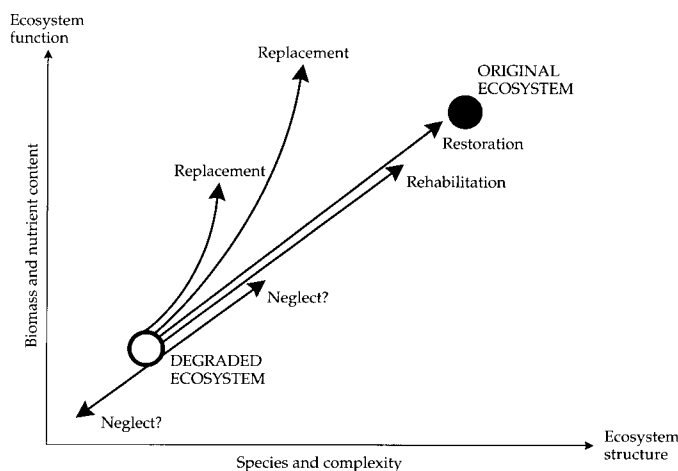 Ecosystem
function
Replacement
ORIGINAL
ECOSYSTEM
Restoration
Replacement
Rehabilitation
Biomass and nutrient content
Neglect?
DEGRADED
ECOSYSTEM
Neglect?
Ecosystem
structure
Species and complexity